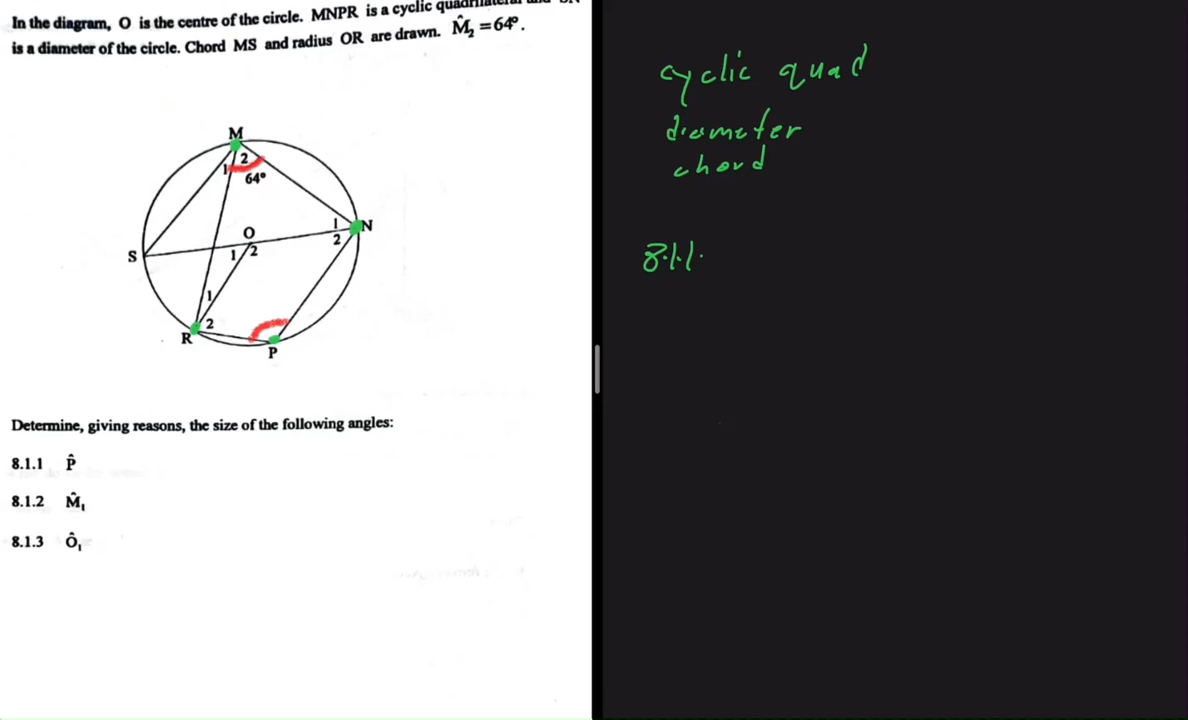 In the diagram, O is the centre of the circle. MNPR is a cyclic quadrilateral and SN
is a diameter of the circle. Chord MS and radius OR are drawn. M̂₂ = 64°.
M
1 2
64°
S
O
1 2
1
2
N
1
2
R
P
Determine, giving reasons, the size of the following angles:
8.1.1 P̂
8.1.2 M̂₁
8.1.3 Ô₁
cyclic quad
diameter
chord
8.1.1.